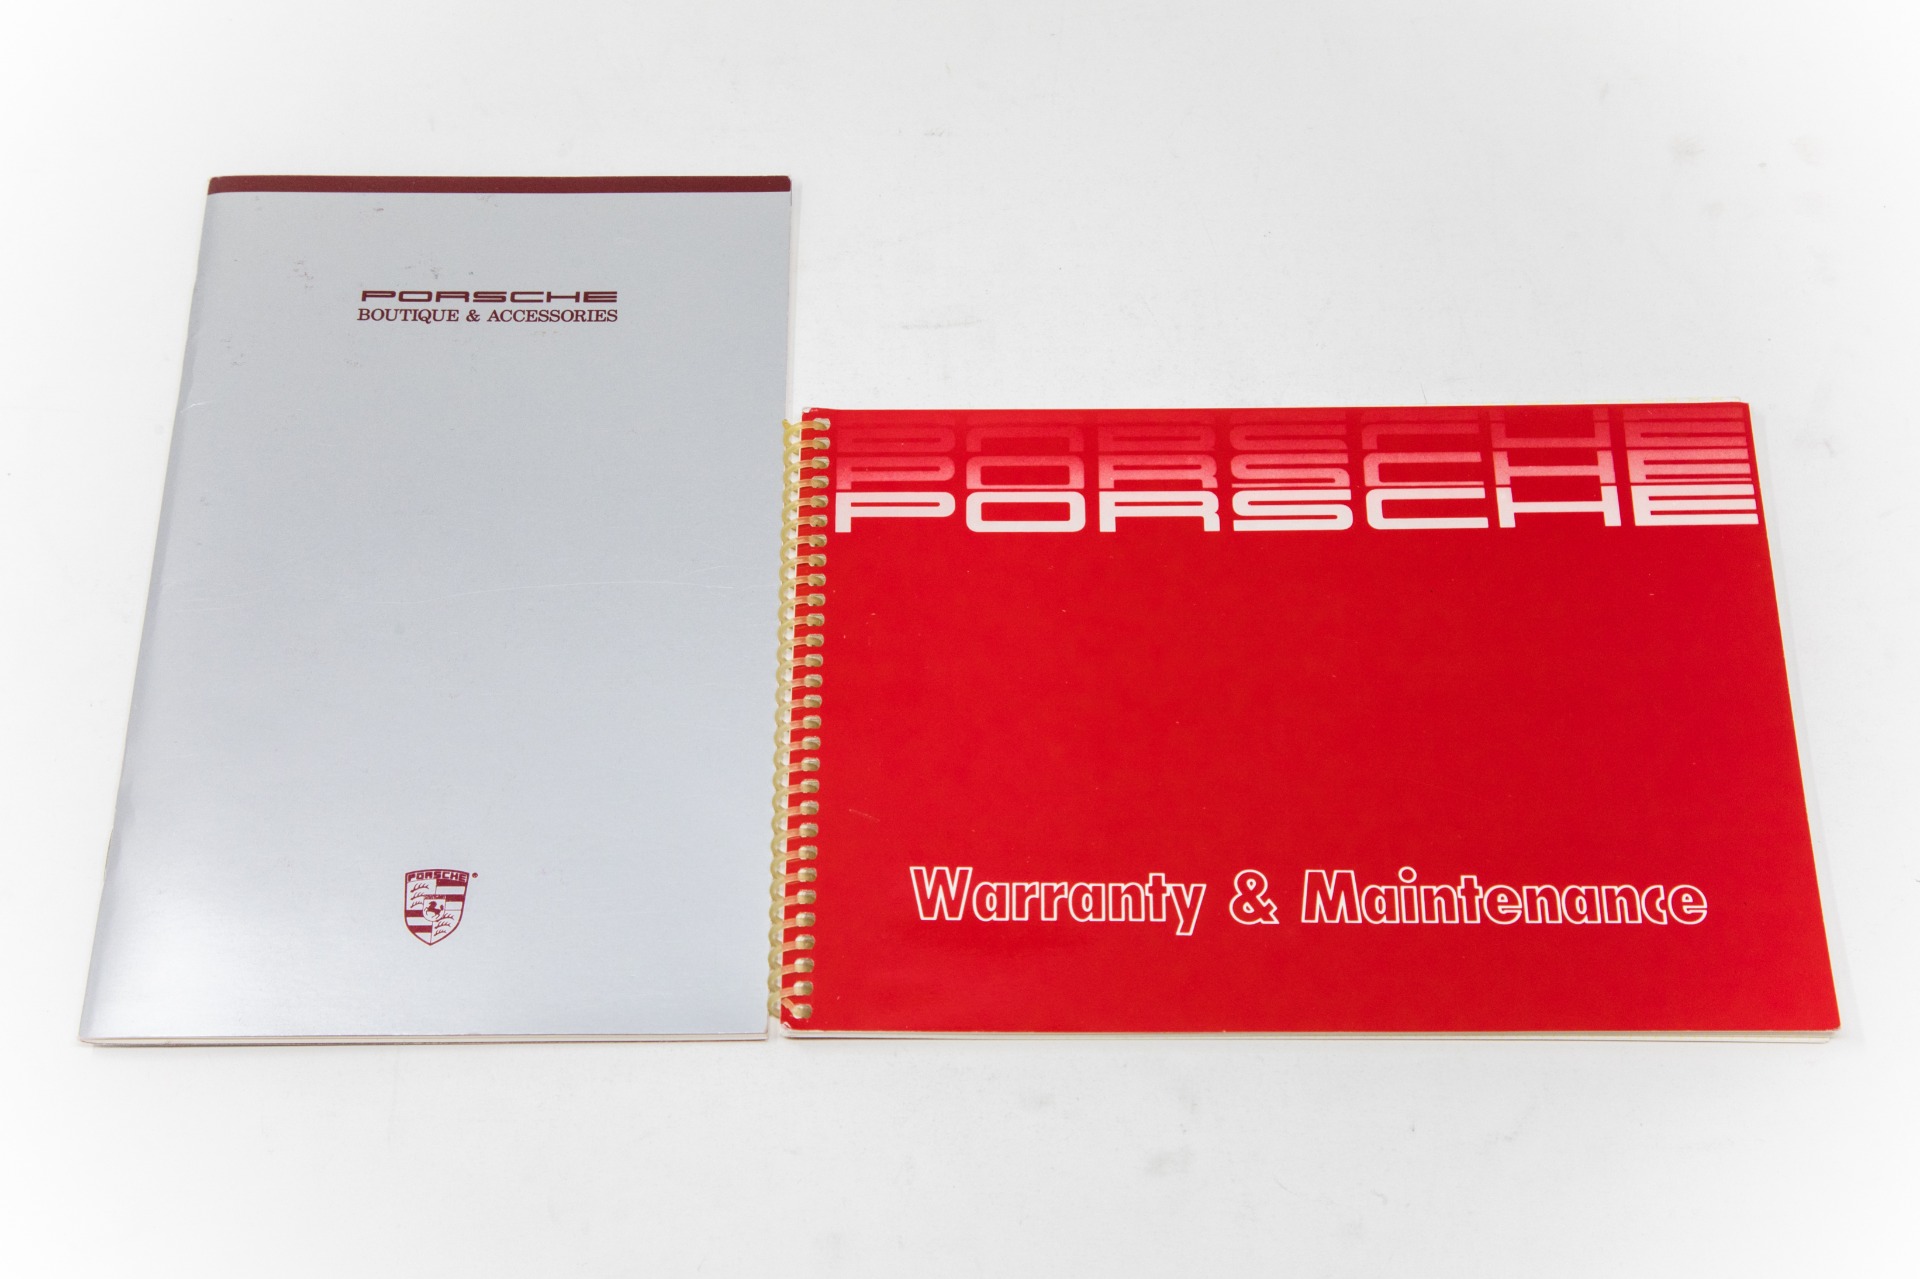 PORSCHE
BOUTIQUE & ACCESSORIES
PORSCHE®
PORSCHE
PORSCHE
PORSCHE
Warranty & Maintenance